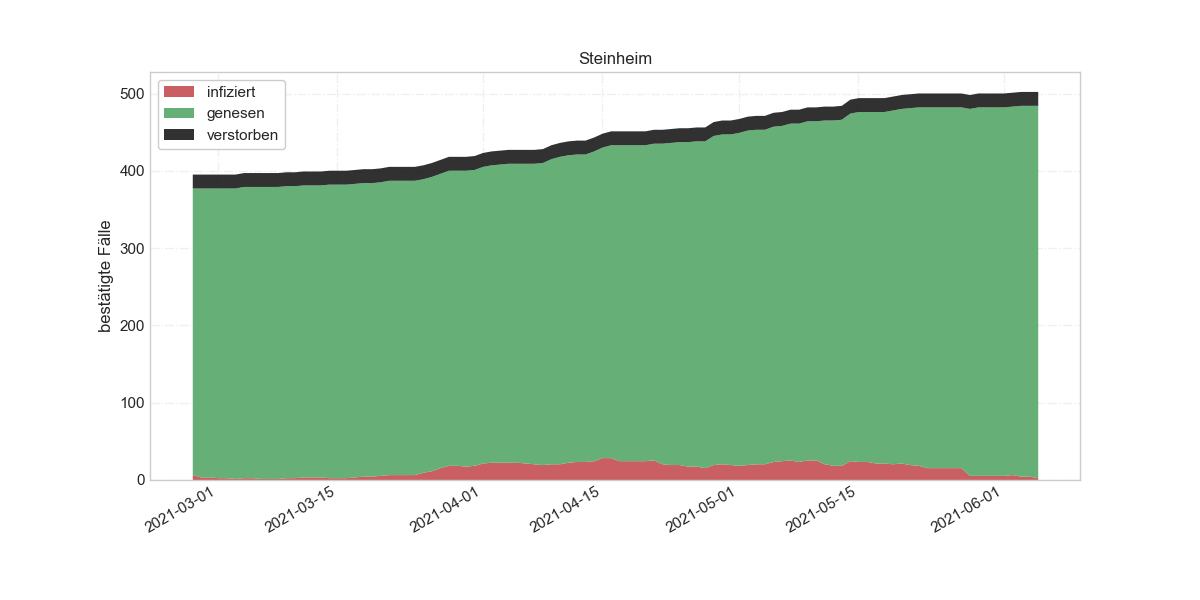 Steinheim
infiziert
genesen
verstorben
bestätigte Fälle
500
400
300
200
100
0
2021-03-01
2021-03-15
2021-04-01
2021-04-15
2021-05-01
2021-05-15
2021-06-01